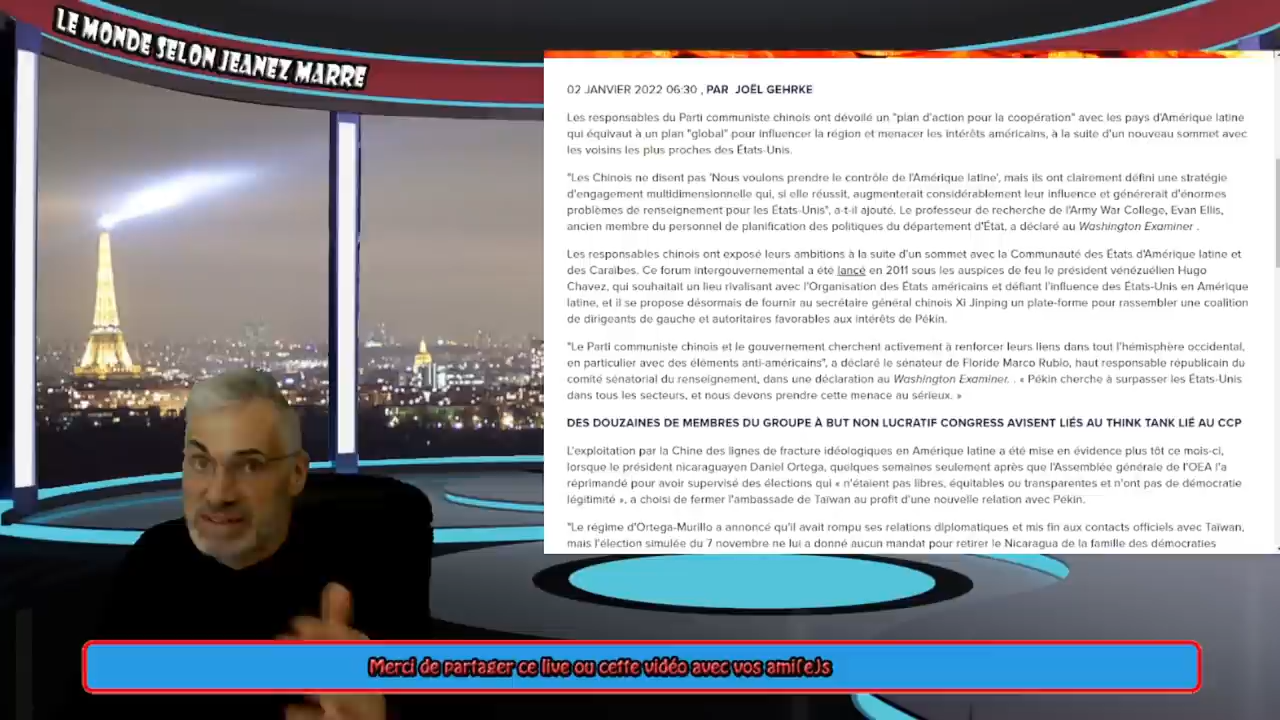 LE MONDE SELON JEANEZ MARRE
02 JANVIER 2022 06:30 , PAR JOËL GEHRKE
Les responsables du Parti communiste chinois ont dévoilé un "plan d'action pour la coopération" avec les pays d'Amérique latine
qui équivaut à un plan "global" pour influencer la région et menacer les intérêts américains, à la suite d'un nouveau sommet avec
les voisins les plus proches des États-Unis.
"Les Chinois ne disent pas 'Nous voulons prendre le contrôle de l'Amérique latine', mais ils ont clairement défini une stratégie
d'engagement multidimensionnelle qui, si elle réussit, augmenterait considérablement leur influence et générerait d'énormes
problèmes de renseignement pour les États-Unis", a-t-il ajouté. Le professeur de recherche de l'Army War College, Evan Ellis,
ancien membre du personnel de planification des politiques du département d'État, a déclaré au Washington Examiner .
Les responsables chinois ont exposé leurs ambitions à la suite d'un sommet avec la Communauté des États d'Amérique latine et
des Caraïbes. Ce forum intergouvernemental a été lancé en 2011 sous les auspices de feu le président vénézuélien Hugo
Chavez, qui souhaitait un lieu rivalisant avec l'Organisation des États américains et défiant l'influence des États-Unis en Amérique
latine, et il se propose désormais de fournir au secrétaire général chinois Xi Jinping un plate-forme pour rassembler une coalition
de dirigeants de gauche et autoritaires favorables aux intérêts de Pékin.
"Le Parti communiste chinois et le gouvernement cherchent activement à renforcer leurs liens dans tout l'hémisphère occidental,
en particulier avec des éléments anti-américains", a déclaré le sénateur de Floride Marco Rubio, haut responsable républicain du
comité sénatorial du renseignement, dans une déclaration au Washington Examiner. . « Pékin cherche à surpasser les États-Unis
dans tous les secteurs, et nous devons prendre cette menace au sérieux. »
DES DOUZAINES DE MEMBRES DU GROUPE À BUT NON LUCRATIF CONGRESS AVISENT LIÉS AU THINK TANK LIÉ AU CCP
L'exploitation par la Chine des lignes de fracture idéologiques en Amérique latine a été mise en évidence plus tôt ce mois-ci,
lorsque le président nicaraguayen Daniel Ortega, quelques semaines seulement après que l'Assemblée générale de l'OEA l'a
réprimandé pour avoir supervisé des élections qui « n'étaient pas libres, équitables ou transparentes et n'ont pas de démocratie
légitimité », a choisi de fermer l'ambassade de Taïwan au profit d'une nouvelle relation avec Pékin.
"Le régime d'Ortega-Murillo a annoncé qu'il avait rompu ses relations diplomatiques et mis fin aux contacts officiels avec Taïwan,
mais l'élection simulée du 7 novembre ne lui a donné aucun mandat pour retirer le Nicaragua de la famille des démocraties
Merci de partager ce live ou cette vidéo avec vos ami(e)s